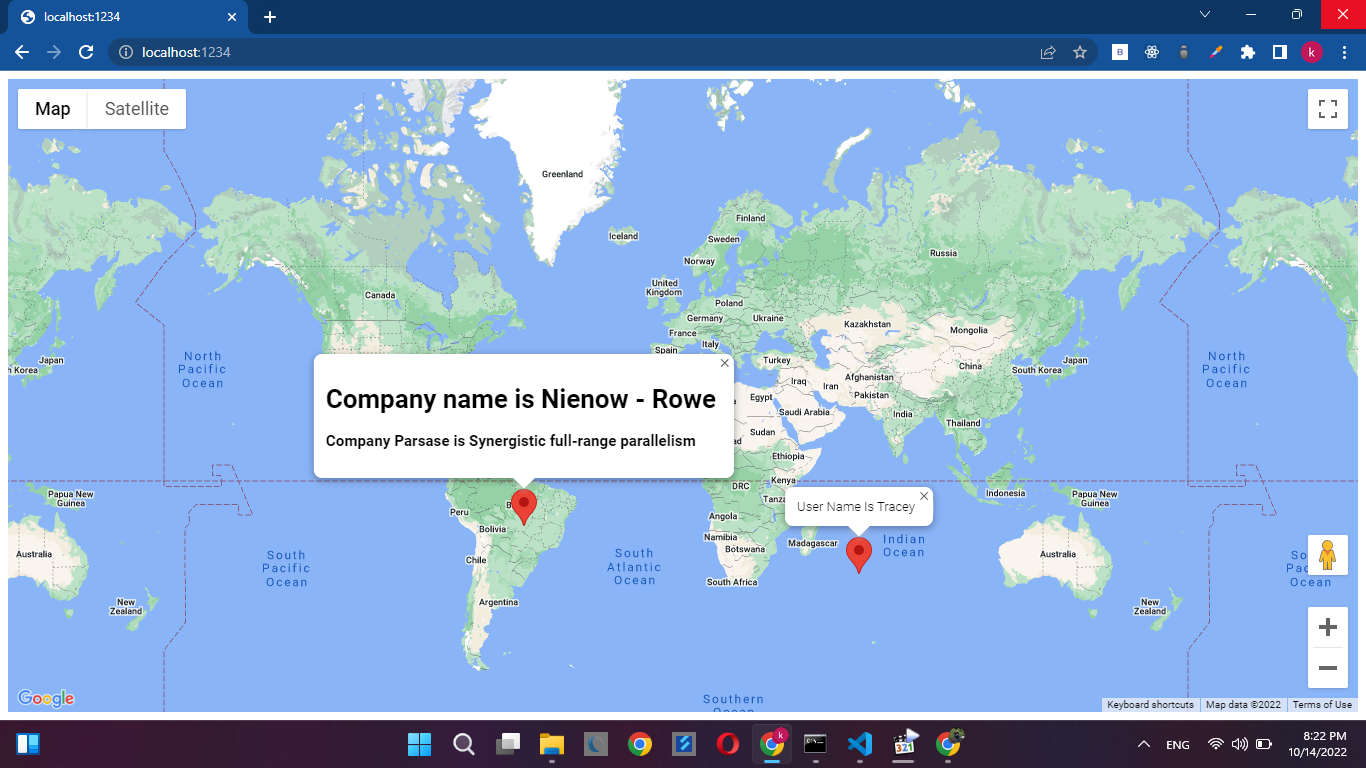 localhost:1234
localhost:1234
B
k
Map
Satellite
Greenland
Iceland
Finland
Sweden
Norway
Russia
United
Kingdom
Canada
Poland
Germany
Ukraine
France
Kazakhstan
Mongolia
Italy
Spain
Turkey
Japan
North
Pacific
Ocean
Japan
North
Pacific
Ocean
h Korea
China
South Korea
Iraq
Iran
Afghanistan
Pakistan
Egypt
Saudi Arabia
India
Thailand
Company name is Nienow - Rowe
Company Parsase is Synergistic full-range parallelism
ad
Sudan
Ethiopia
Kenya
DRC
Tanza
Papua New
Guinea
Indonesia
Papua New
Guinea
Peru
B
Bolivia
User Name Is Tracey
Angola
Namibia
Botswana
Madagascar
Indian
Ocean
Australia
South
Pacific
Ocean
Chile
South
Atlantic
Ocean
South Africa
Australia
So
Pac
Ocean
Argentina
New
Zealand
New
Zealand
Southern
Ocean
Google
Keyboard shortcuts
Map data ©2022
Terms of Use
k
321
ENG
8:22 PM
10/14/2022